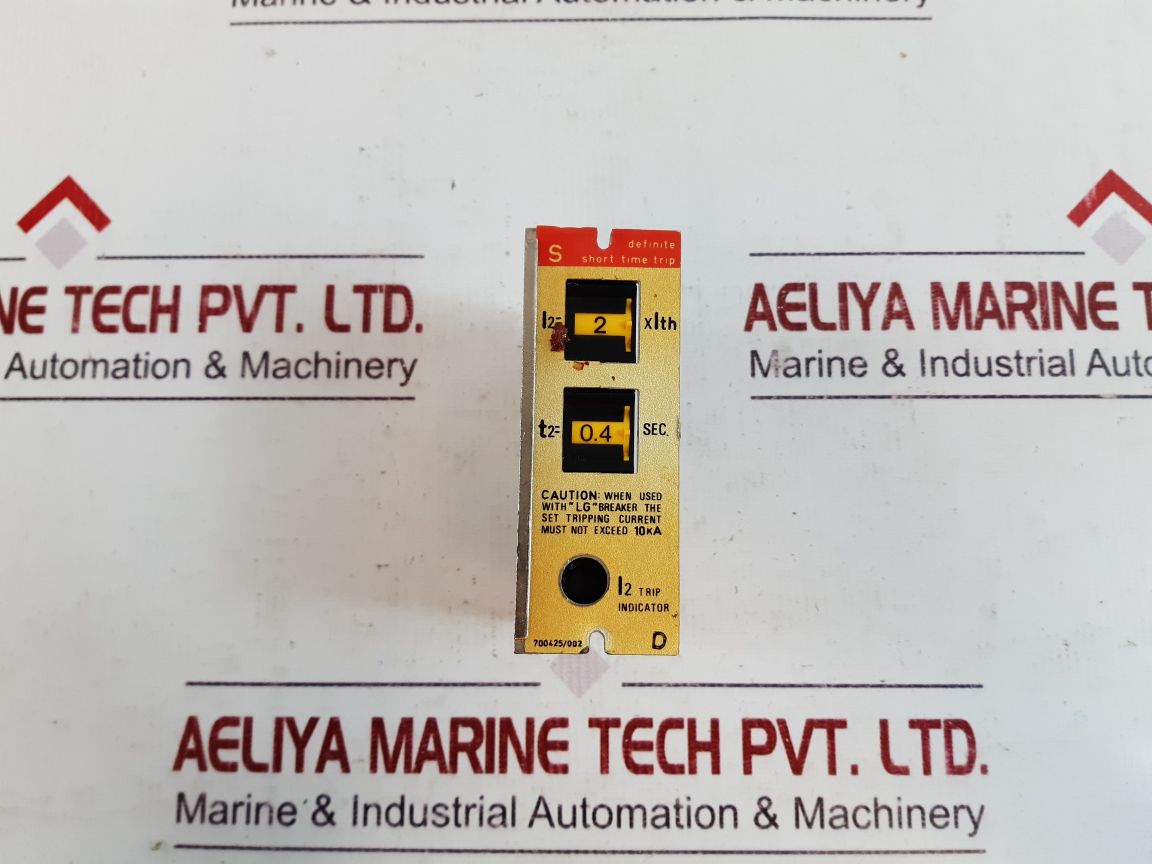 Marine & Industrial Automation & Machinery
S definite
short time trip
I2= 2 xIth
t2= 0.4 SEC.
CAUTION: WHEN USED
WITH "LG" BREAKER THE
SET TRIPPING CURRENT
MUST NOT EXCEED 10KA
I2 TRIP
INDICATOR
700425/002 D
NE TECH PVT. LTD.
Automation & Machinery
AELIYA MARINE T
Marine & Industrial Auto
AELIYA MARINE TECH PVT. LTD.
Marine & Industrial Automation & Machinery